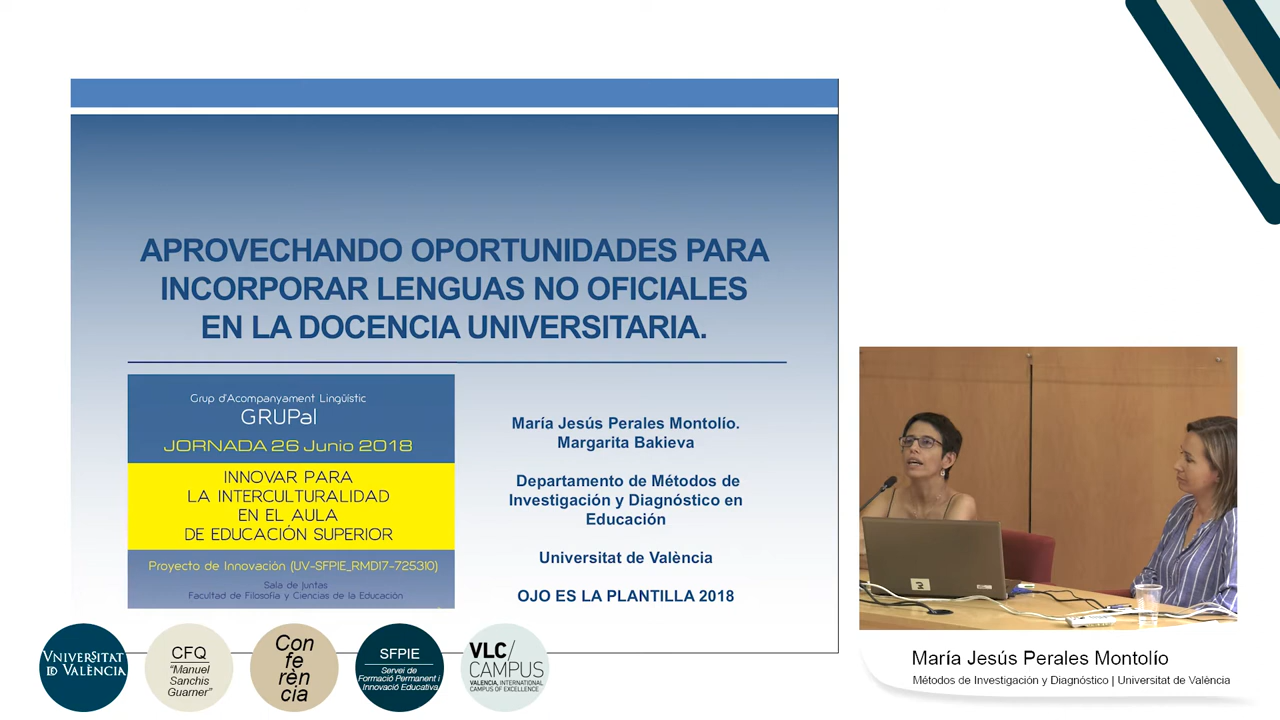 APROVECHANDO OPORTUNIDADES PARA
INCORPORAR LENGUAS NO OFICIALES
EN LA DOCENCIA UNIVERSITARIA.
Grup d'Acompanyament Lingüístic
GRUPal
JORNADA 26 Junio 2018
INNOVAR PARA
LA INTERCULTURALIDAD
EN EL AULA
DE EDUCACIÓN SUPERIOR
Proyecto de Innovación (UV-SFPIE_RMD17-725310)
Sala de Juntas
Facultad de Filosofía y Ciencias de la Educación
María Jesús Perales Montolío.
Margarita Bakieva
Departamento de Métodos de
Investigación y Diagnóstico en
Educación
Universitat de València
OJO ES LA PLANTILLA 2018
VNIVERSITAT
DE VALÈNCIA
CFQ
"Manuel
Sanchis
Guarner"
Con
fe
rèn
cia
SFPIE
Servei de
Formació Permanent i
Innovació Educativa
VLC/
CAMPUS
VALENCIA, INTERNATIONAL
CAMPUS OF EXCELLENCE
María Jesús Perales Montolío
Métodos de Investigación y Diagnóstico | Universitat de València